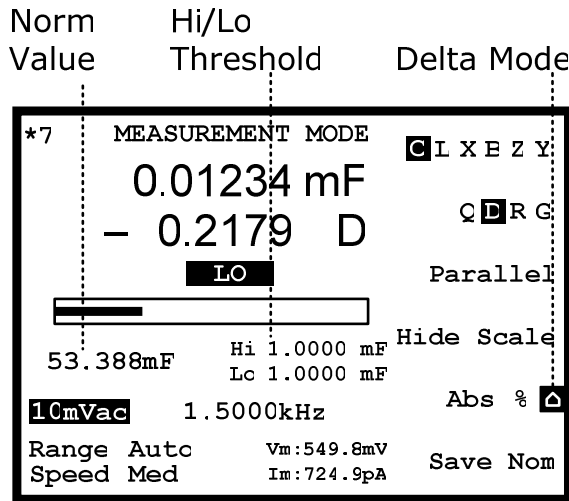 Norm Value
Hi/Lo Threshold
Delta Mode
*7 MEASUREMENT MODE
C L X B Z Y
0.01234 mF
Q D R G
– 0.2179 D
LO
Parallel
Hide Scale
53.388mF
Hi 1.0000 mF
Lo 1.0000 mF
Abs % △
10mVac 1.5000kHz
Range Auto
Vm:549.8mV
Speed Med
Im:724.9pA
Save Nom